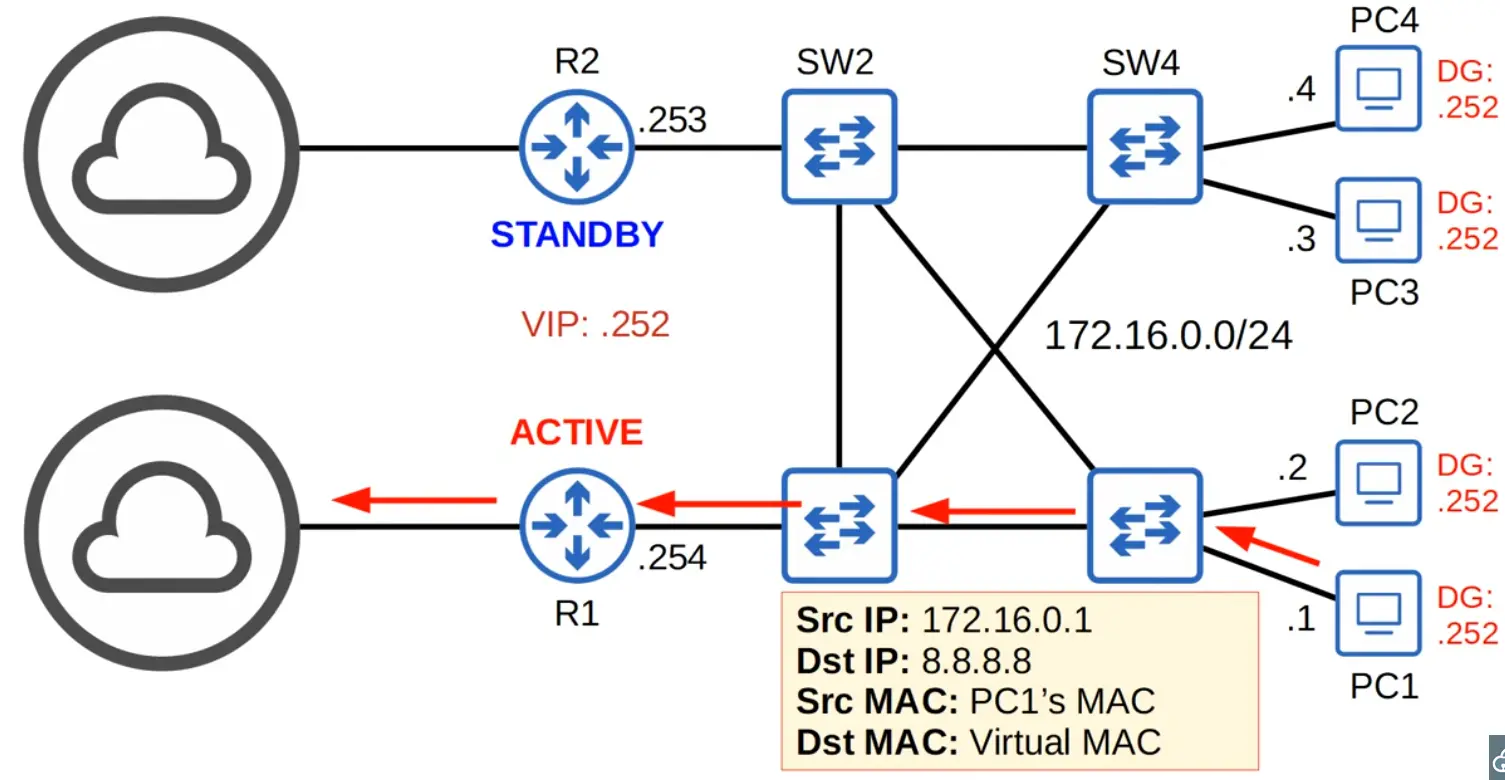 PC4
R2
SW2
SW4
DG:
.252
.4
.253
DG:
.252
.3
STANDBY
PC3
VIP: .252
172.16.0.0/24
PC2
ACTIVE
DG:
.252
.2
.254
DG:
.252
.1
R1
Src IP: 172.16.0.1
Dst IP: 8.8.8.8
Src MAC: PC1’s MAC
Dst MAC: Virtual MAC
PC1